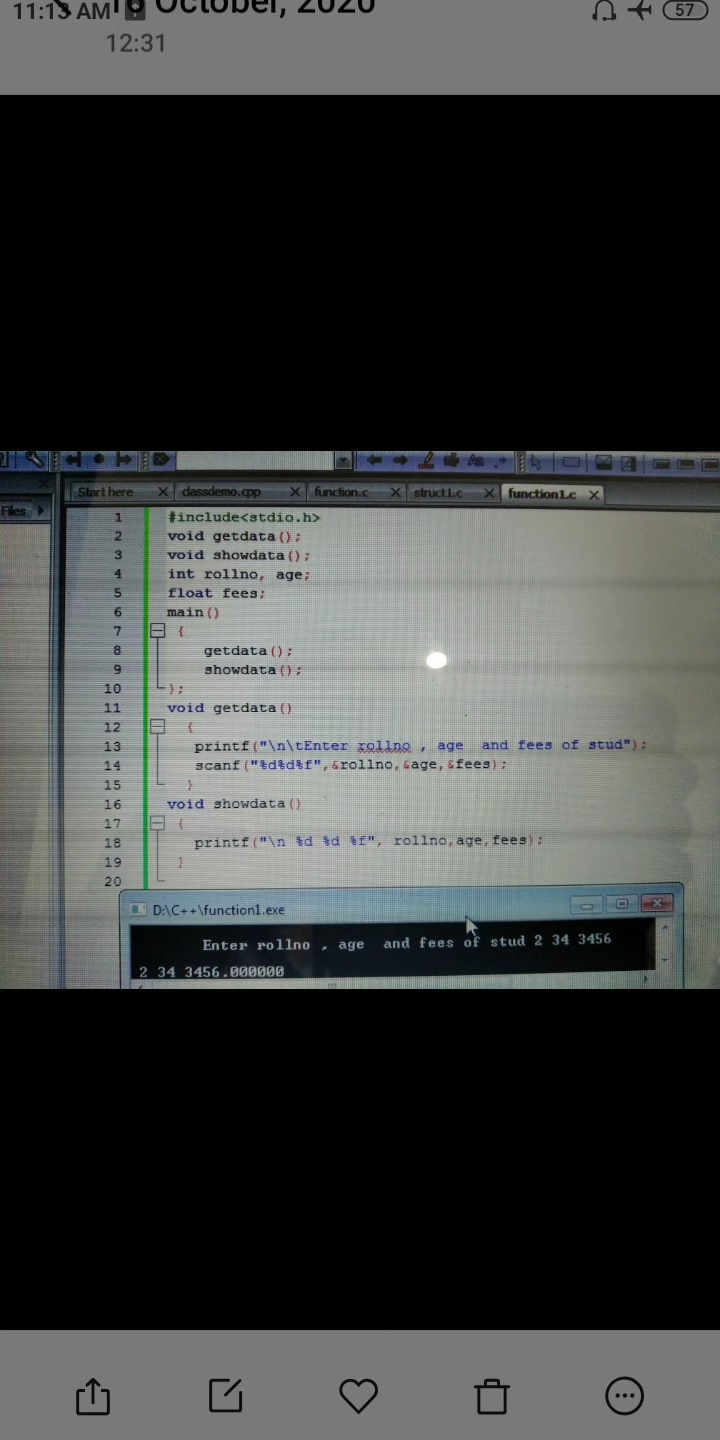 11:13 AM October, 2020 57
12:31
Start here dassdemo.cpp function.c struct1.c function1.c
Files
1 #include<stdio.h>
2 void getdata();
3 void showdata();
4 int rollno, age;
5 float fees;
6 main()
7 {
8 getdata();
9 showdata();
10 };
11 void getdata()
12 {
13 printf("\n\tEnter rollno , age  and fees of stud");
14 scanf("%d%d%f",&rollno,&age,&fees);
15 }
16 void showdata()
17 {
18 printf("\n %d %d %f", rollno,age,fees);
19 }
20
D:\C++\function1.exe
Enter rollno , age  and fees of stud 2 34 3456
2 34 3456.000000